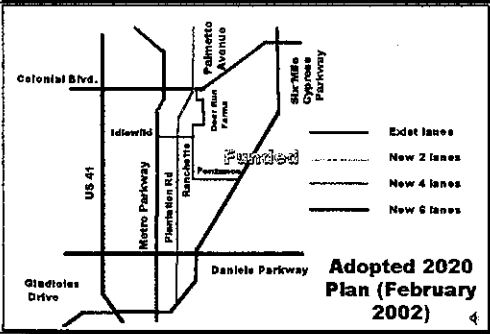 Palmetto
Avenue
Colonial Blvd.
Six Mile
Cypress
Parkway
Deer Run
Farms
Idlewild
Funded
Penzance
US 41
Metro Parkway
Plantation Rd
Ranchette
Exist lanes
New 2 lanes
New 4 lanes
New 6 lanes
Daniels Parkway
Gladiolus
Drive
Adopted 2020
Plan (February
2002)